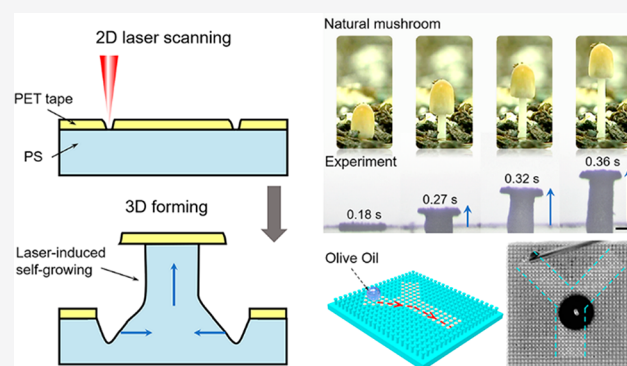 2D laser scanning
PET tape
PS
3D forming
Laser-induced
self-growing
Natural mushroom
Experiment
0.18 s
0.27 s
0.32 s
0.36 s
Olive Oil